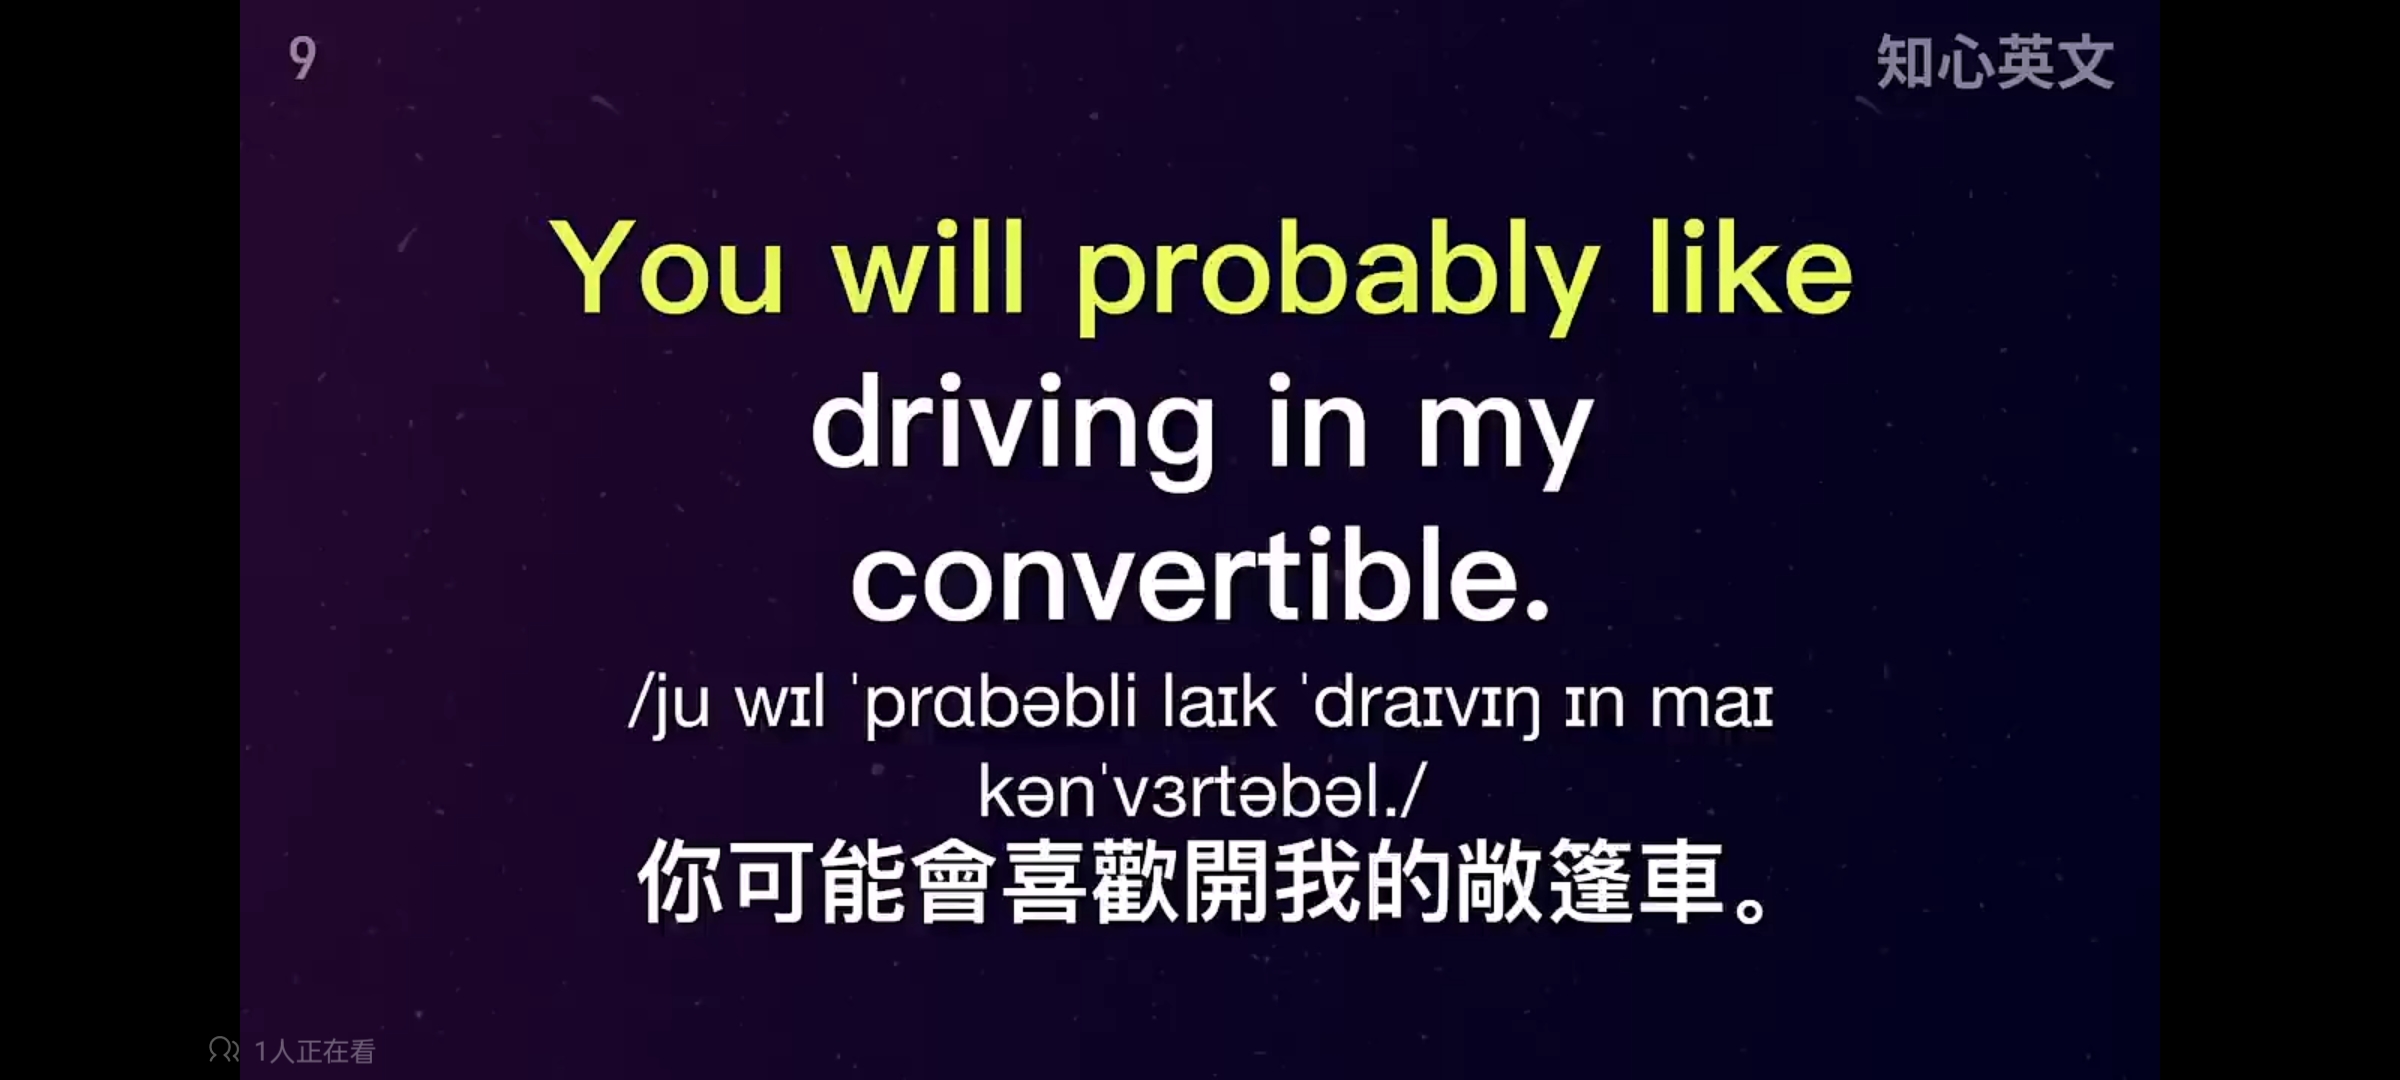 9
知心英文
You will probably like
driving in my
convertible.
/ju wɪl ˈprɑbəbli laɪk ˈdraɪvɪŋ ɪn maɪ
kənˈvɜrtəbəl./
你可能會喜歡開我的敞篷車。
1人正在看